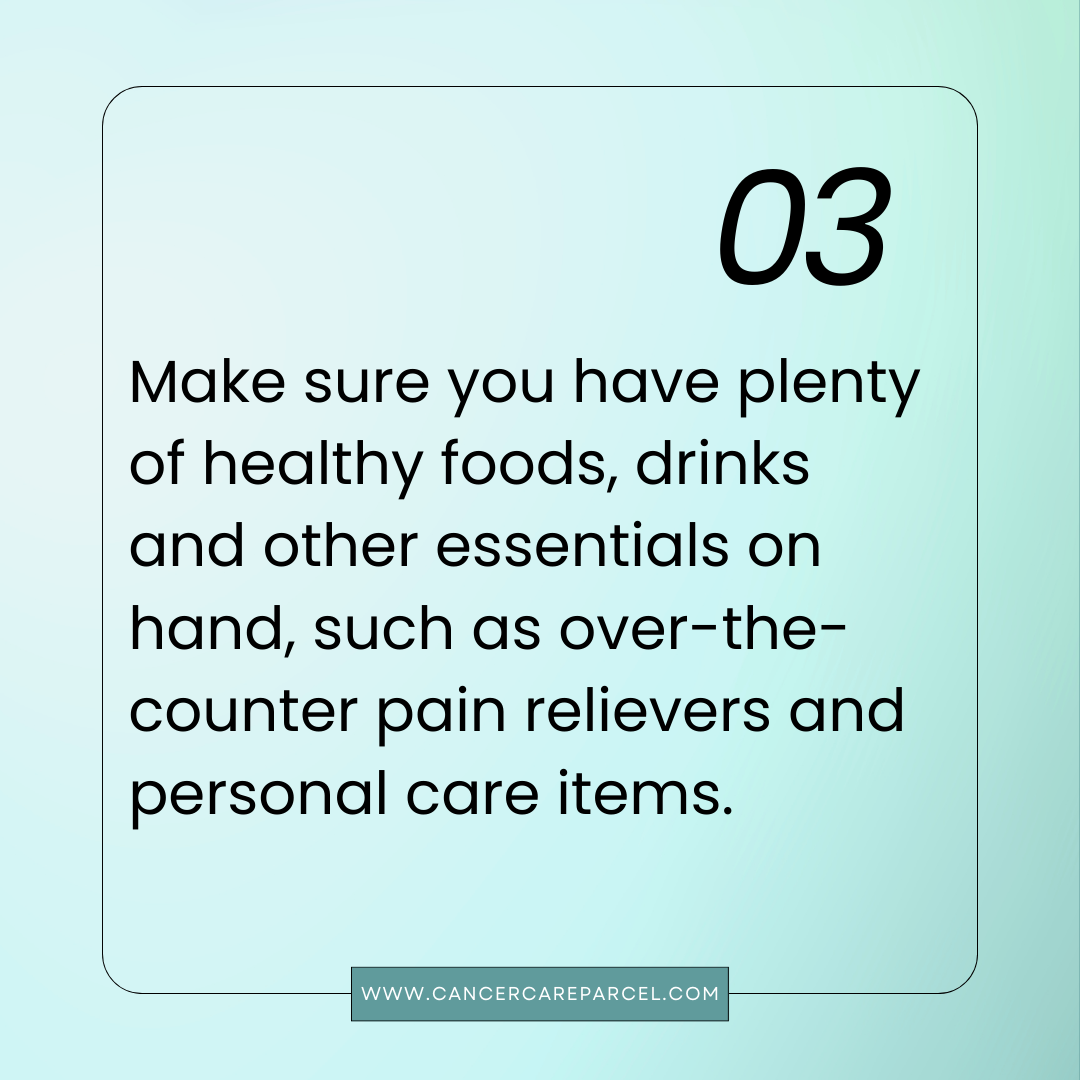 03
Make sure you have plenty
of healthy foods, drinks
and other essentials on
hand, such as over-the-
counter pain relievers and
personal care items.
WWW.CANCERCAREPARCEL.COM